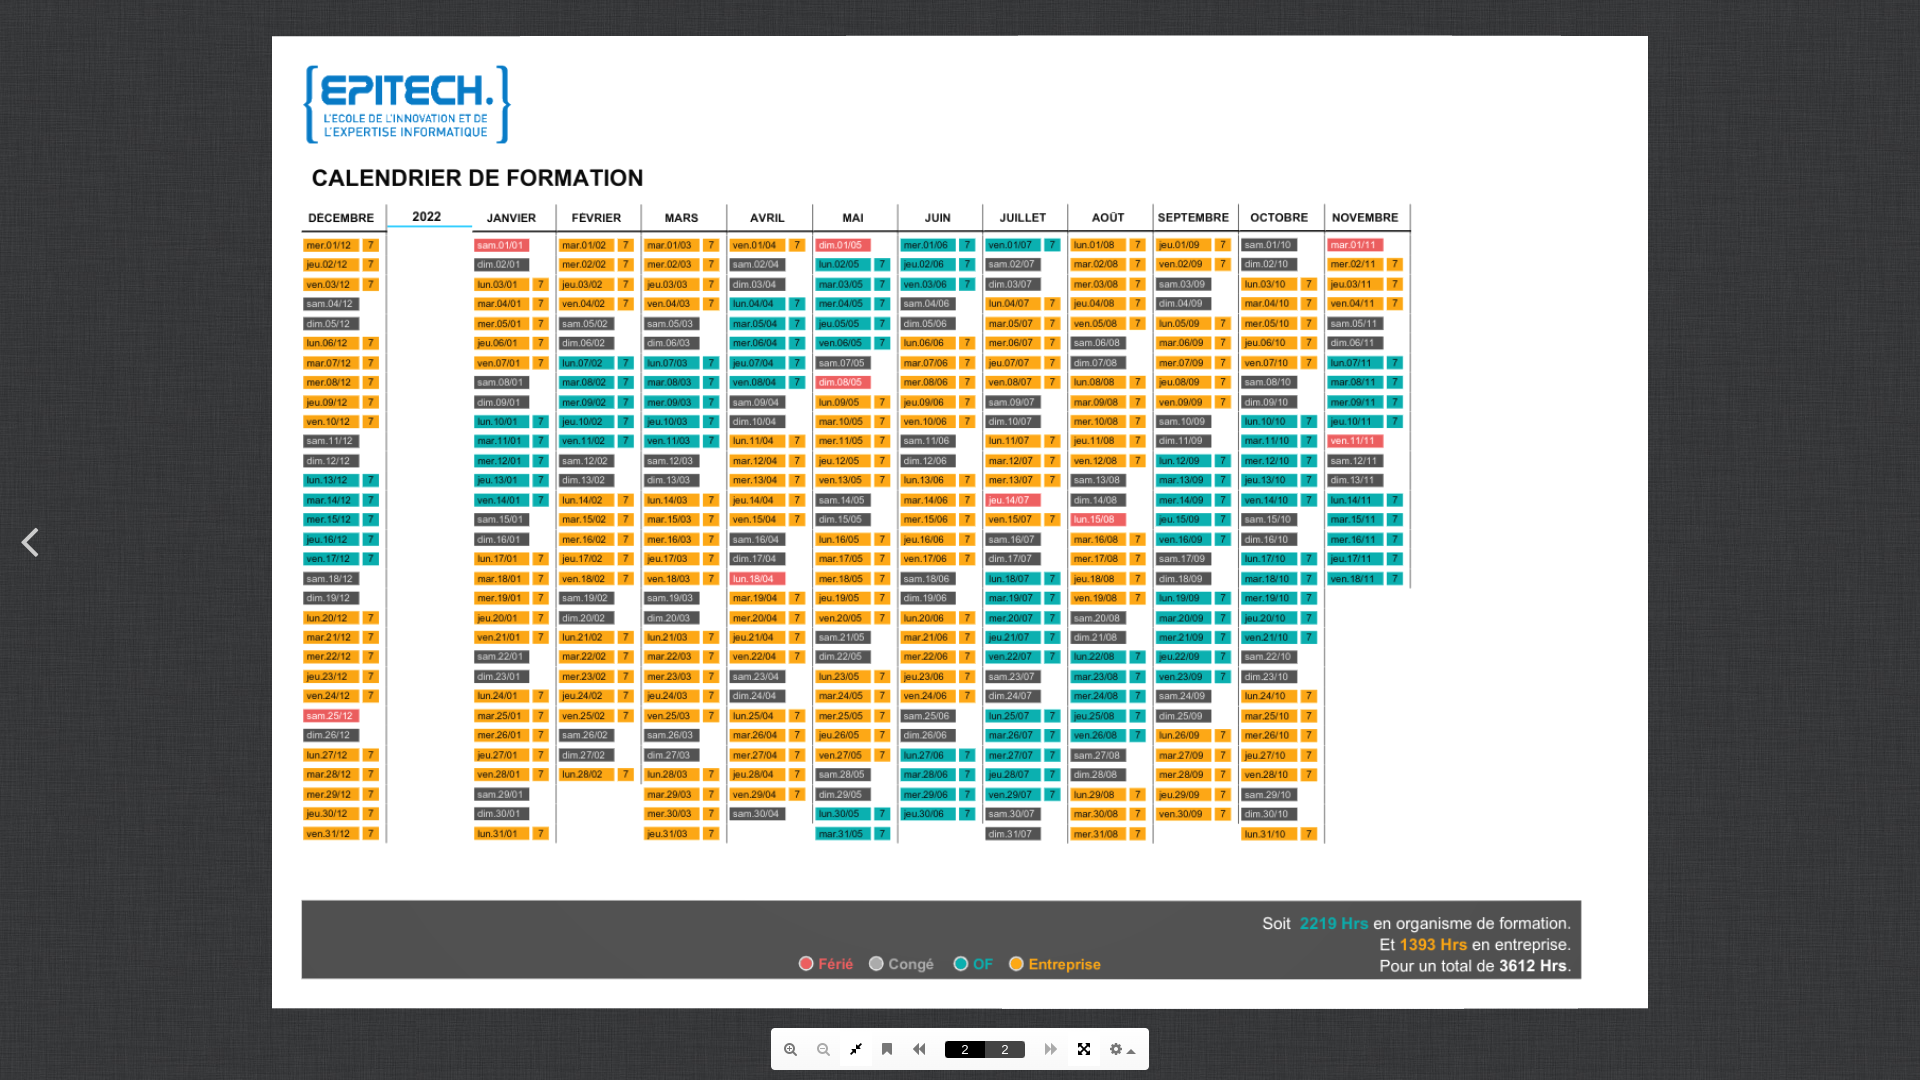 EPITECH.
L'ECOLE DE L'INNOVATION ET DE
L'EXPERTISE INFORMATIQUE
CALENDRIER DE FORMATION
DÉCEMBRE 2022 JANVIER FÉVRIER MARS AVRIL MAI JUIN JUILLET AOÛT SEPTEMBRE OCTOBRE NOVEMBRE
mer.01/12 7 sam.01/01 mar.01/02 7 mar.01/03 7 ven.01/04 7 dim.01/05 mer.01/06 7 ven.01/07 7 lun.01/08 7 jeu.01/09 7 sam.01/10 mar.01/11
jeu.02/12 7 dim.02/01 mer.02/02 7 mer.02/03 7 sam.02/04 lun.02/05 7 jeu.02/06 7 sam.02/07 mar.02/08 7 ven.02/09 7 dim.02/10 mer.02/11 7
ven.03/12 7 lun.03/01 7 jeu.03/02 7 jeu.03/03 7 dim.03/04 mar.03/05 7 ven.03/06 7 dim.03/07 mer.03/08 7 sam.03/09 lun.03/10 7 jeu.03/11 7
sam.04/12 mar.04/01 7 ven.04/02 7 ven.04/03 7 lun.04/04 7 mer.04/05 7 sam.04/06 lun.04/07 7 jeu.04/08 7 dim.04/09 mar.04/10 7 ven.04/11 7
dim.05/12 mer.05/01 7 sam.05/02 sam.05/03 mar.05/04 7 jeu.05/05 7 dim.05/06 mar.05/07 7 ven.05/08 7 lun.05/09 7 mer.05/10 7 sam.05/11
lun.06/12 7 jeu.06/01 7 dim.06/02 dim.06/03 mer.06/04 7 ven.06/05 7 lun.06/06 7 mer.06/07 7 sam.06/08 mar.06/09 7 jeu.06/10 7 dim.06/11
mar.07/12 7 ven.07/01 7 lun.07/02 7 lun.07/03 7 jeu.07/04 7 sam.07/05 mar.07/06 7 jeu.07/07 7 dim.07/08 mer.07/09 7 ven.07/10 7 lun.07/11 7
mer.08/12 7 sam.08/01 mar.08/02 7 mar.08/03 7 ven.08/04 7 dim.08/05 mer.08/06 7 ven.08/07 7 lun.08/08 7 jeu.08/09 7 sam.08/10 mar.08/11 7
jeu.09/12 7 dim.09/01 mer.09/02 7 mer.09/03 7 sam.09/04 lun.09/05 7 jeu.09/06 7 sam.09/07 mar.09/08 7 ven.09/09 7 dim.09/10 mer.09/11 7
ven.10/12 7 lun.10/01 7 jeu.10/02 7 jeu.10/03 7 dim.10/04 mar.10/05 7 ven.10/06 7 dim.10/07 mer.10/08 7 sam.10/09 lun.10/10 7 jeu.10/11 7
sam.11/12 mar.11/01 7 ven.11/02 7 ven.11/03 7 lun.11/04 7 mer.11/05 7 sam.11/06 lun.11/07 7 jeu.11/08 7 dim.11/09 mar.11/10 7 ven.11/11
dim.12/12 mer.12/01 7 sam.12/02 sam.12/03 mar.12/04 7 jeu.12/05 7 dim.12/06 mar.12/07 7 ven.12/08 7 lun.12/09 7 mer.12/10 7 sam.12/11
lun.13/12 7 jeu.13/01 7 dim.13/02 dim.13/03 mer.13/04 7 ven.13/05 7 lun.13/06 7 mer.13/07 7 sam.13/08 mar.13/09 7 jeu.13/10 7 dim.13/11
mar.14/12 7 ven.14/01 7 lun.14/02 7 lun.14/03 7 jeu.14/04 7 sam.14/05 mar.14/06 7 jeu.14/07 dim.14/08 mer.14/09 7 ven.14/10 7 lun.14/11 7
mer.15/12 7 sam.15/01 mar.15/02 7 mar.15/03 7 ven.15/04 7 dim.15/05 mer.15/06 7 ven.15/07 7 lun.15/08 jeu.15/09 7 sam.15/10 mar.15/11 7
jeu.16/12 7 dim.16/01 mer.16/02 7 mer.16/03 7 sam.16/04 lun.16/05 7 jeu.16/06 7 sam.16/07 mar.16/08 7 ven.16/09 7 dim.16/10 mer.16/11 7
ven.17/12 7 lun.17/01 7 jeu.17/02 7 jeu.17/03 7 dim.17/04 mar.17/05 7 ven.17/06 7 dim.17/07 mer.17/08 7 sam.17/09 lun.17/10 7 jeu.17/11 7
sam.18/12 mar.18/01 7 ven.18/02 7 ven.18/03 7 lun.18/04 mer.18/05 7 sam.18/06 lun.18/07 7 jeu.18/08 7 dim.18/09 mar.18/10 7 ven.18/11 7
dim.19/12 mer.19/01 7 sam.19/02 sam.19/03 mar.19/04 7 jeu.19/05 7 dim.19/06 mar.19/07 7 ven.19/08 7 lun.19/09 7 mer.19/10 7
lun.20/12 7 jeu.20/01 7 dim.20/02 dim.20/03 mer.20/04 7 ven.20/05 7 lun.20/06 7 mer.20/07 7 sam.20/08 mar.20/09 7 jeu.20/10 7
mar.21/12 7 ven.21/01 7 lun.21/02 7 lun.21/03 7 jeu.21/04 7 sam.21/05 mar.21/06 7 jeu.21/07 7 dim.21/08 mer.21/09 7 ven.21/10 7
mer.22/12 7 sam.22/01 mar.22/02 7 mar.22/03 7 ven.22/04 7 dim.22/05 mer.22/06 7 ven.22/07 7 lun.22/08 7 jeu.22/09 7 sam.22/10
jeu.23/12 7 dim.23/01 mer.23/02 7 mer.23/03 7 sam.23/04 lun.23/05 7 jeu.23/06 7 sam.23/07 mar.23/08 7 ven.23/09 7 dim.23/10
ven.24/12 7 lun.24/01 7 jeu.24/02 7 jeu.24/03 7 dim.24/04 mar.24/05 7 ven.24/06 7 dim.24/07 mer.24/08 7 sam.24/09 lun.24/10 7
sam.25/12 mar.25/01 7 ven.25/02 7 ven.25/03 7 lun.25/04 7 mer.25/05 7 sam.25/06 lun.25/07 7 jeu.25/08 7 dim.25/09 mar.25/10 7
dim.26/12 mer.26/01 7 sam.26/02 sam.26/03 mar.26/04 7 jeu.26/05 7 dim.26/06 mar.26/07 7 ven.26/08 7 lun.26/09 7 mer.26/10 7
lun.27/12 7 jeu.27/01 7 dim.27/02 dim.27/03 mer.27/04 7 ven.27/05 7 lun.27/06 7 mer.27/07 7 sam.27/08 mar.27/09 7 jeu.27/10 7
mar.28/12 7 ven.28/01 7 lun.28/02 7 lun.28/03 7 jeu.28/04 7 sam.28/05 mar.28/06 7 jeu.28/07 7 dim.28/08 mer.28/09 7 ven.28/10 7
mer.29/12 7 sam.29/01 mar.29/03 7 ven.29/04 7 dim.29/05 mer.29/06 7 ven.29/07 7 lun.29/08 7 jeu.29/09 7 sam.29/10
jeu.30/12 7 dim.30/01 mer.30/03 7 sam.30/04 lun.30/05 7 jeu.30/06 7 sam.30/07 mar.30/08 7 ven.30/09 7 dim.30/10
ven.31/12 7 lun.31/01 7 jeu.31/03 7 mar.31/05 7 dim.31/07 mer.31/08 7 lun.31/10 7
Soit 2219 Hrs en organisme de formation.
Et 1393 Hrs en entreprise.
Férié Congé OF Entreprise
Pour un total de 3612 Hrs.
2 2